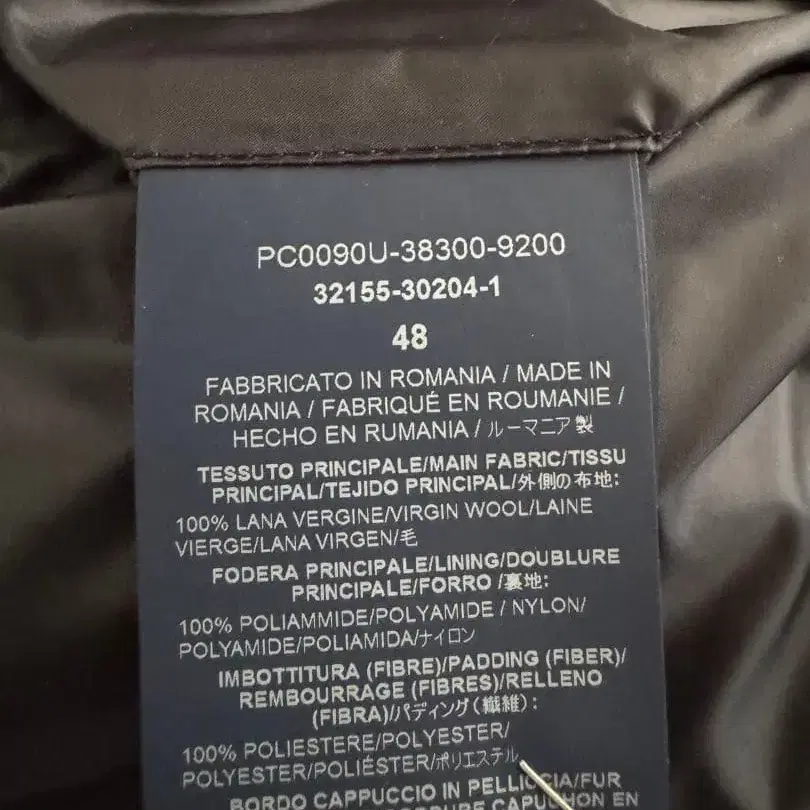 PC0090U-38300-9200
32155-30204-1
48
FABBRICATO IN ROMANIA / MADE IN
ROMANIA / FABRIQUÉ EN ROUMANIE /
HECHO EN RUMANIA / ルーマニア製
TESSUTO PRINCIPALE/MAIN FABRIC/TISSU
PRINCIPAL/TEJIDO PRINCIPAL/外側の布地:
100% LANA VERGINE/VIRGIN WOOL/LAINE
VIERGE/LANA VIRGEN/毛
FODERA PRINCIPALE/LINING/DOUBLURE
PRINCIPALE/FORRO /裏地:
100% POLIAMMIDE/POLYAMIDE / NYLON/
POLYAMIDE/POLIAMIDA/ナイロン
IMBOTTITURA (FIBRE)/PADDING (FIBER)/
REMBOURRAGE (FIBRES)/RELLENO
(FIBRA)/パディング(繊維):
100% POLIESTERE/POLYESTER/
POLYESTER/POLIÉSTER/ポリエステル
BORDO CAPPUCCIO IN PELLICCIA/FUR
CAPUCHON EN